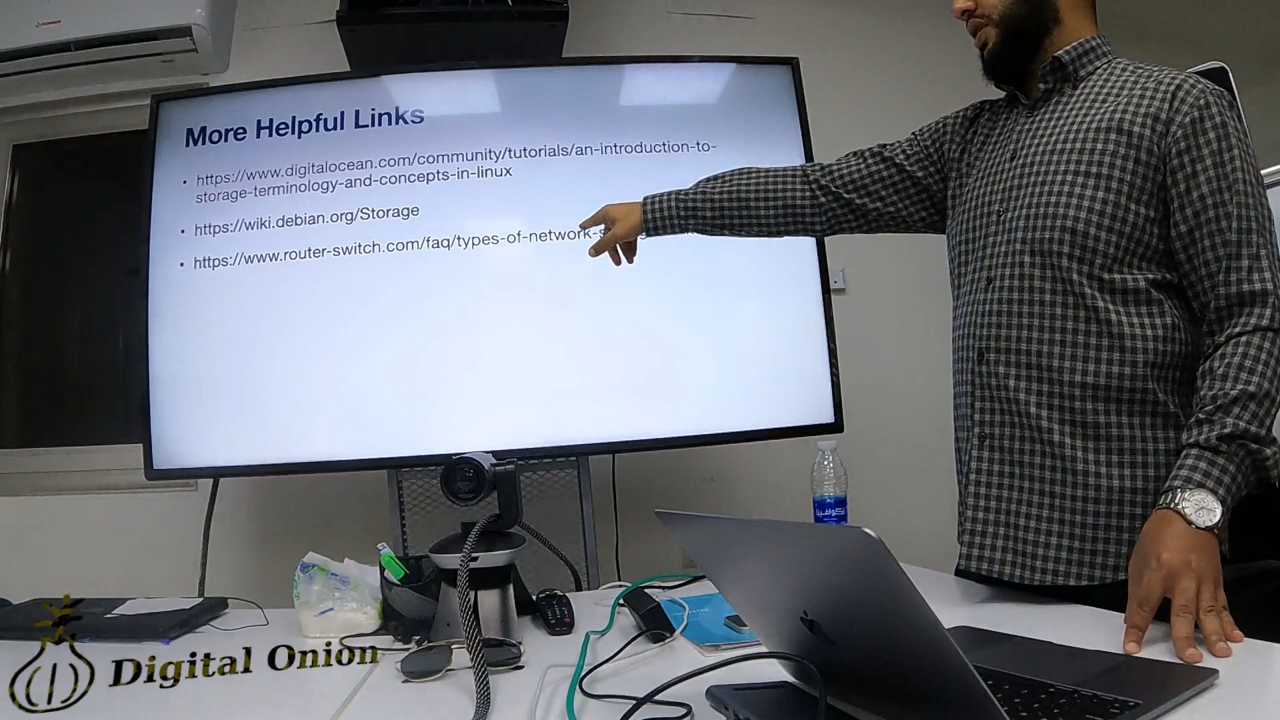 More Helpful Links
• https://www.digitalocean.com/community/tutorials/an-introduction-to-
storage-terminology-and-concepts-in-linux
• https://wiki.debian.org/Storage
• https://www.router-switch.com/faq/types-of-network-s
أكوافينا
Digital Onion